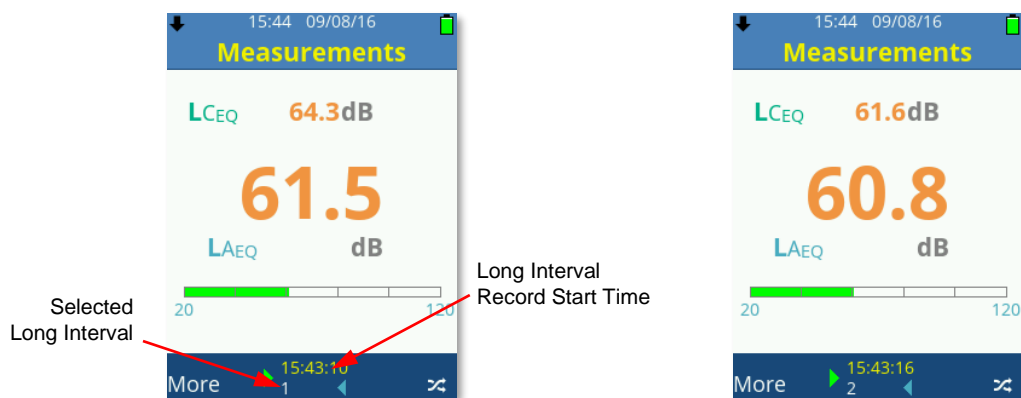 15:44 09/08/16
Measurements
LCEQ 64.3dB
61.5
LAEQ dB
20 120
15:43:10
More 1
Selected
Long Interval
Long Interval
Record Start Time
15:44 09/08/16
Measurements
LCEQ 61.6dB
60.8
LAEQ dB
20 120
15:43:16
More 2